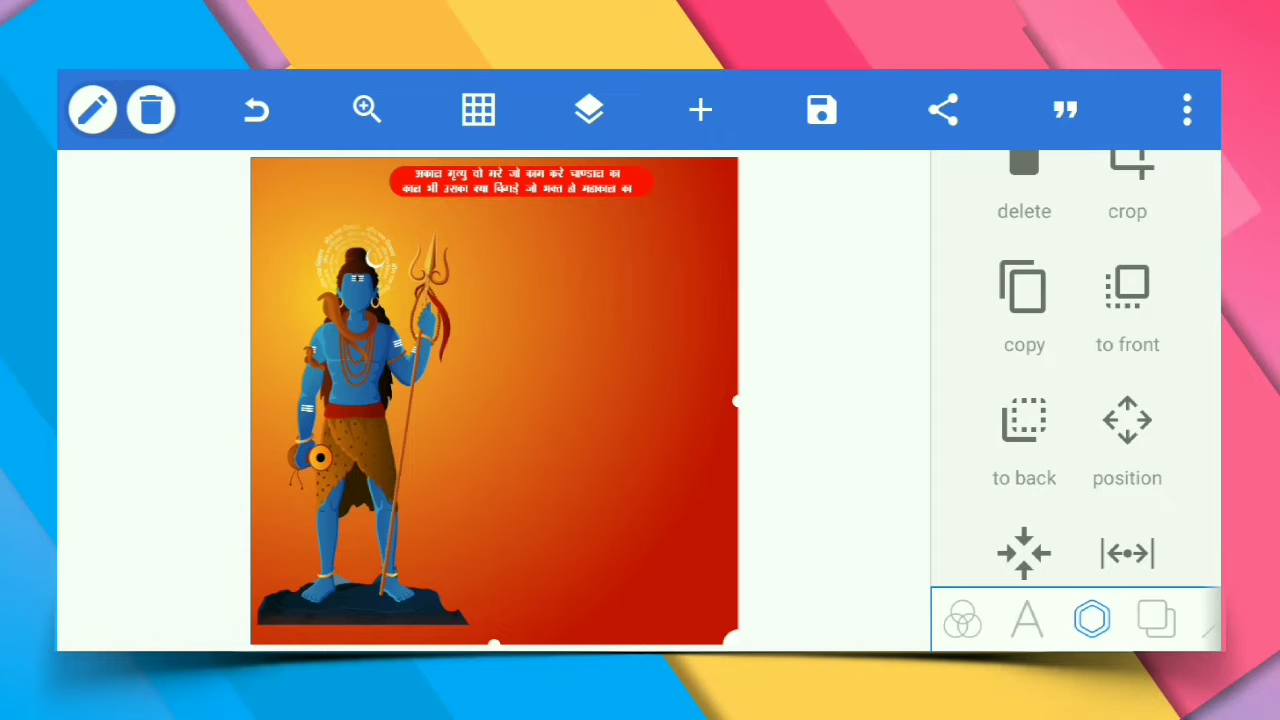 अकाल मृत्यु वो मरे जो काम करे चाण्डाल का
काल भी उसका क्या बिगाड़े जो भक्त हो महाकाल का
delete
crop
copy
to front
to back
position